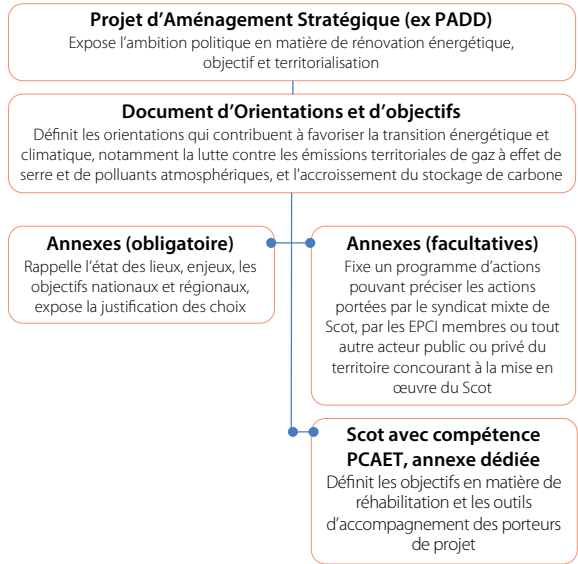 Projet d’Aménagement Stratégique (ex PADD)
Expose l’ambition politique en matière de rénovation énergétique,
objectif et territorialisation
Document d’Orientations et d’objectifs
Définit les orientations qui contribuent à favoriser la transition énergétique et
climatique, notamment la lutte contre les émissions territoriales de gaz à effet de
serre et de polluants atmosphériques, et l'accroissement du stockage de carbone
Annexes (obligatoire)
Rappelle l’état des lieux, enjeux, les
objectifs nationaux et régionaux,
expose la justification des choix
Annexes (facultatives)
Fixe un programme d’actions
pouvant préciser les actions
portées par le syndicat mixte de
Scot, par les EPCI membres ou tout
autre acteur public ou privé du
territoire concourant à la mise en
œuvre du Scot
Scot avec compétence
PCAET, annexe dédiée
Définit les objectifs en matière de
réhabilitation et les outils
d’accompagnement des porteurs
de projet